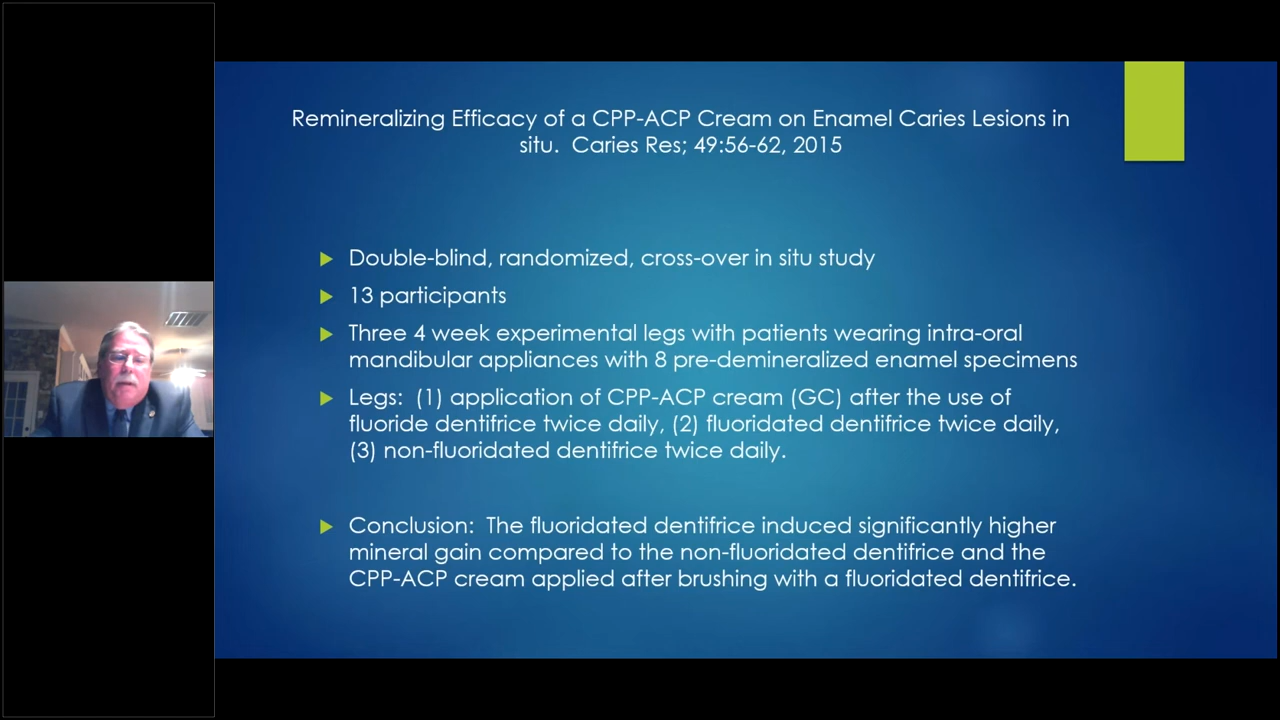 Remineralizing Efficacy of a CPP-ACP Cream on Enamel Caries Lesions in
situ.  Caries Res; 49:56-62, 2015
Double-blind, randomized, cross-over in situ study
13 participants
Three 4 week experimental legs with patients wearing intra-oral
mandibular appliances with 8 pre-demineralized enamel specimens
Legs:  (1) application of CPP-ACP cream (GC) after the use of
fluoride dentifrice twice daily, (2) fluoridated dentifrice twice daily,
(3) non-fluoridated dentifrice twice daily.
Conclusion:  The fluoridated dentifrice induced significantly higher
mineral gain compared to the non-fluoridated dentifrice and the
CPP-ACP cream applied after brushing with a fluoridated dentifrice.